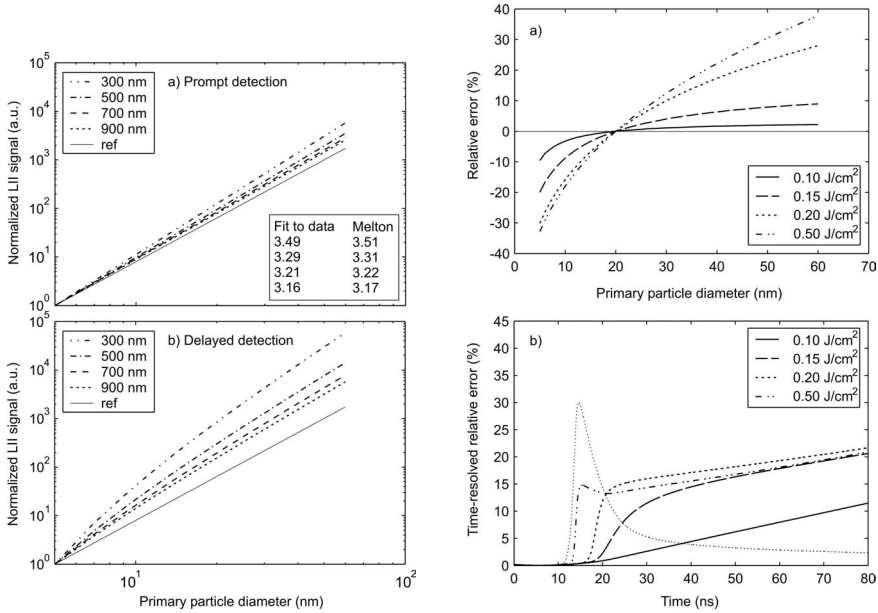 10^5
10^4
10^3
10^2
10^1
10^0
Normalized LII signal (a.u.)
300 nm
500 nm
700 nm
900 nm
ref
a) Prompt detection
Fit to data Melton
3.49 3.51
3.29 3.31
3.21 3.22
3.16 3.17
10^5
10^4
10^3
10^2
10^1
10^0
Normalized LII signal (a.u.)
300 nm
500 nm
700 nm
900 nm
ref
b) Delayed detection
10^1 10^2
Primary particle diameter (nm)
40
30
20
10
0
-10
-20
-30
-40
Relative error (%)
a)
0.10 J/cm^2
0.15 J/cm^2
0.20 J/cm^2
0.50 J/cm^2
0 10 20 30 40 50 60 70
Primary particle diameter (nm)
45
40
35
30
25
20
15
10
5
0
Time-resolved relative error (%)
b)
0.10 J/cm^2
0.15 J/cm^2
0.20 J/cm^2
0.50 J/cm^2
0 10 20 30 40 50 60 70 80
Time (ns)